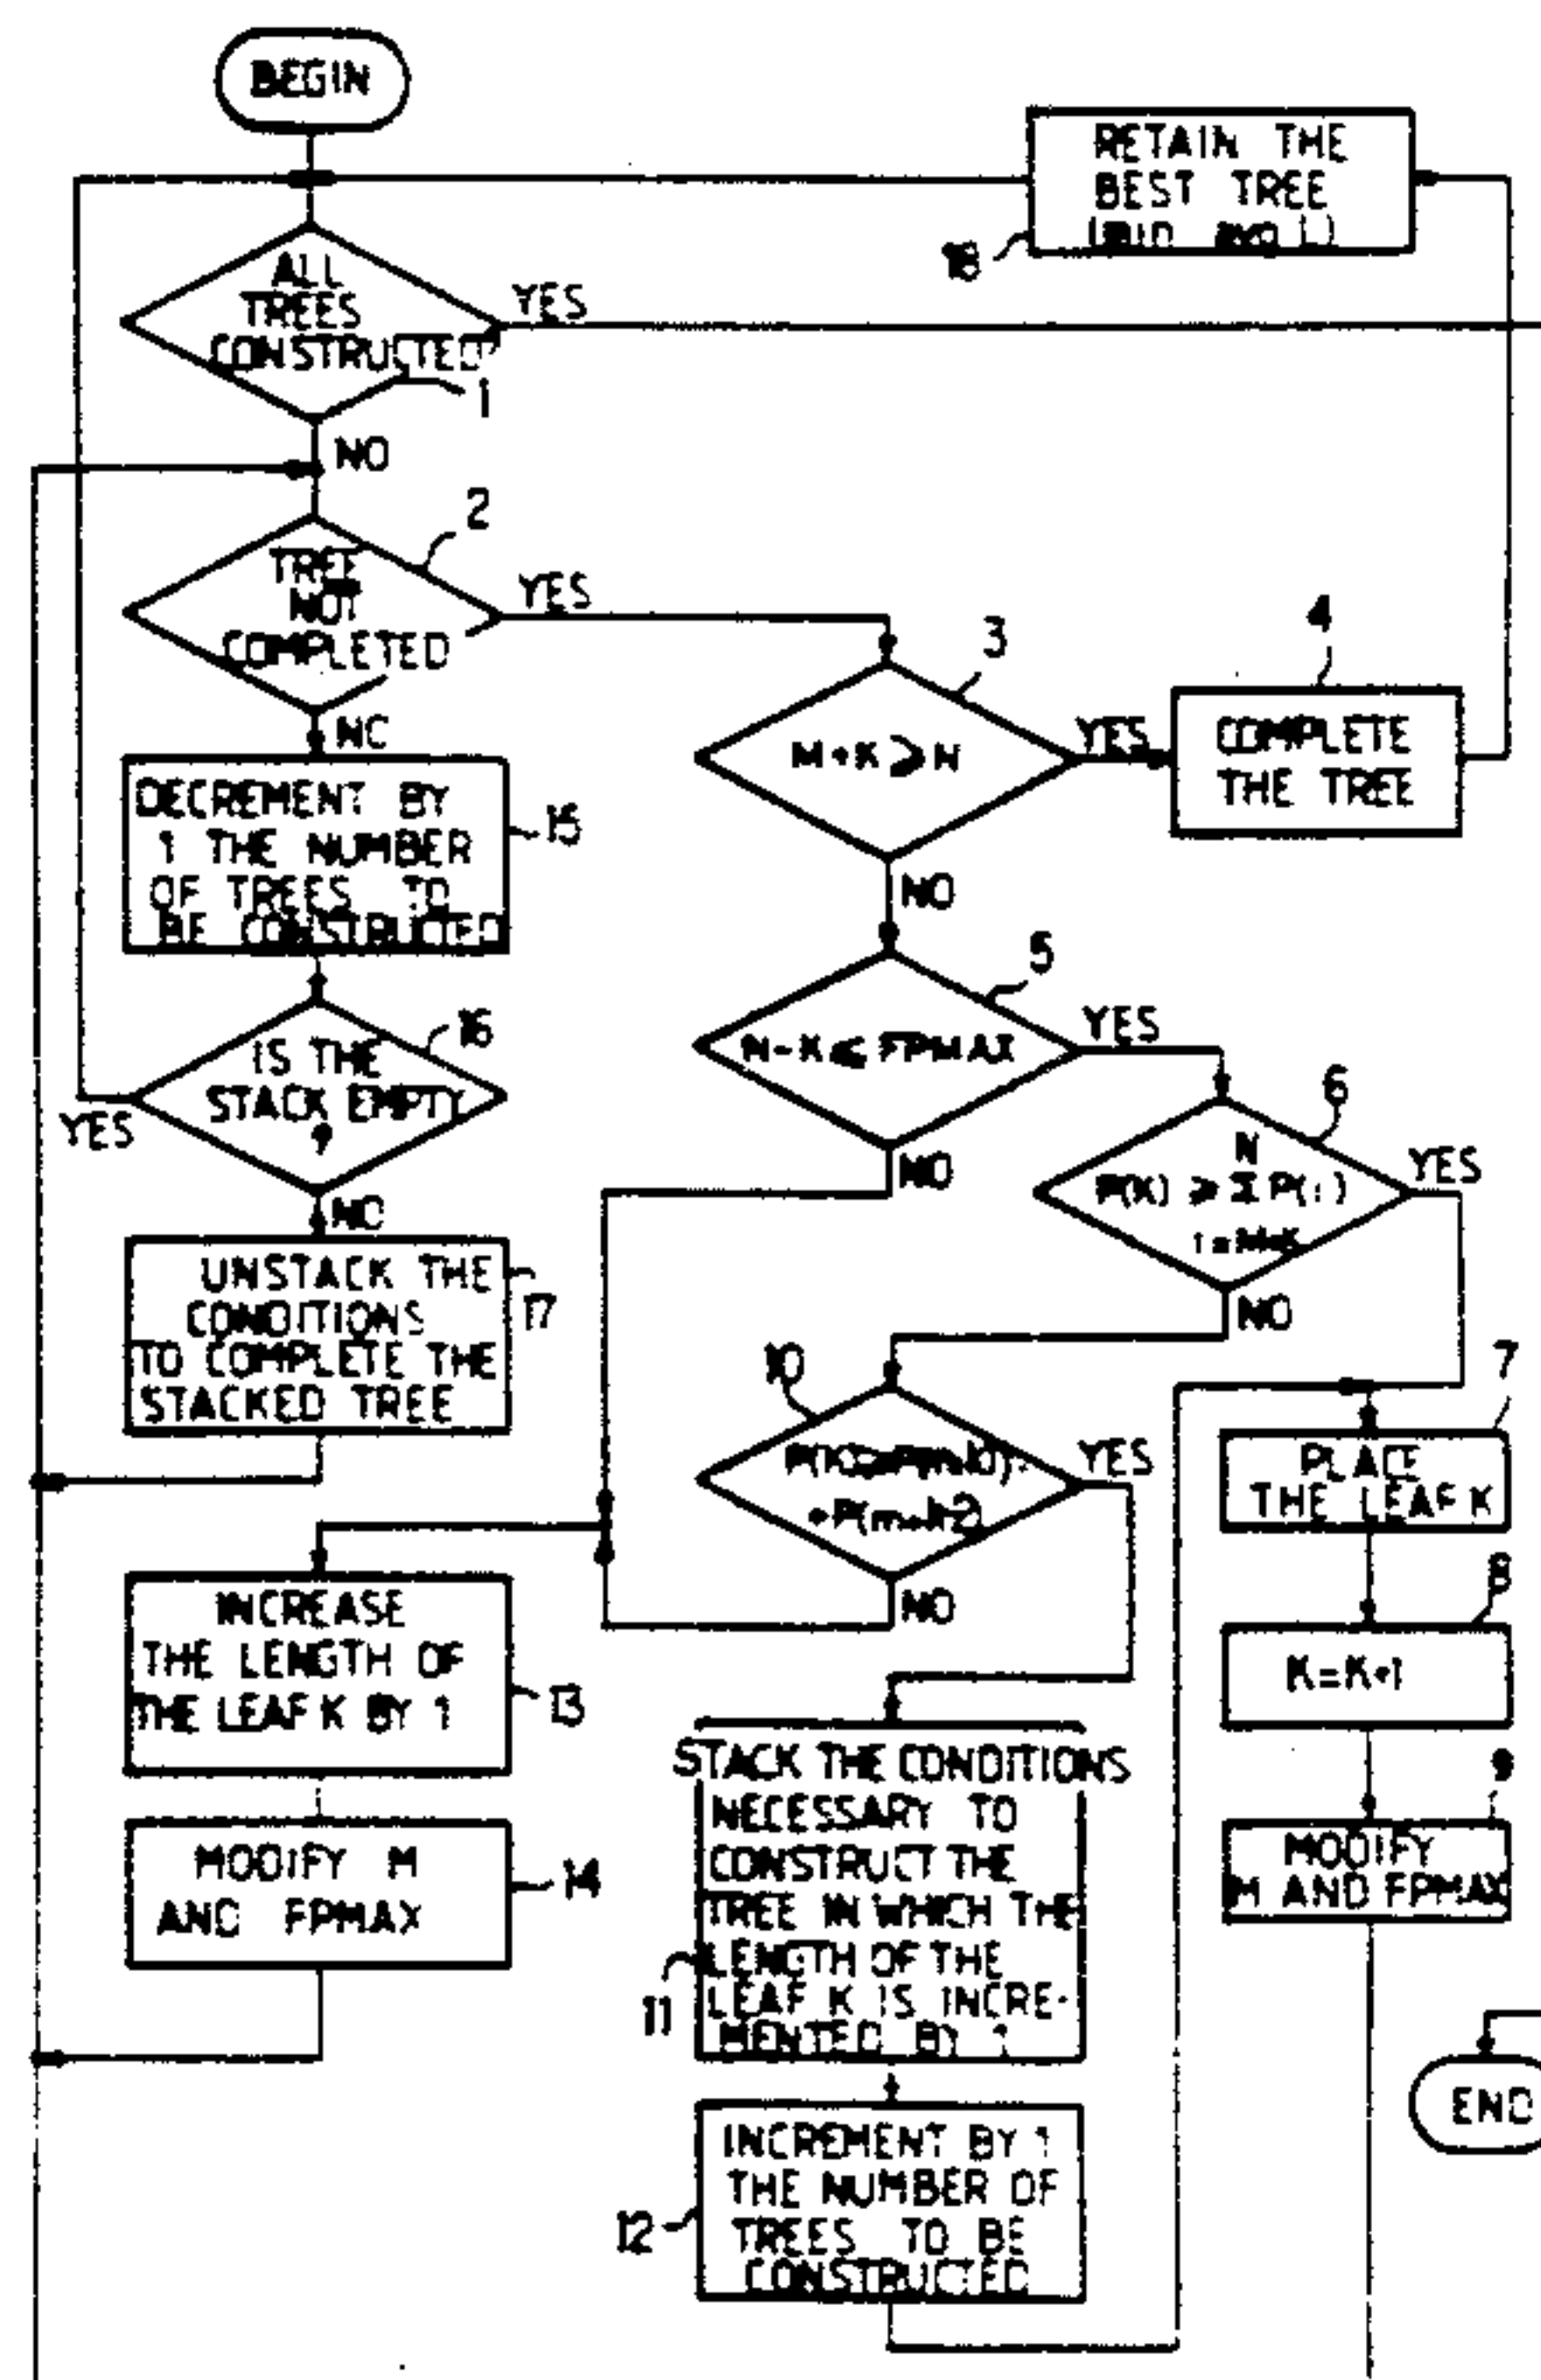 BEGIN
RETAIN THE
BEST TREE
18
ALL
TREES
CONSTRUCTED
YES
1
NO
2
TREE
NOT
COMPLETED
YES
3
4
M+K⩾N
YES
COMPLETE
THE TREE
DECREMENT BY
1 THE NUMBER
OF TREES TO
BE CONSTRUCTED
15
NO
5
N-K⩽FPMAX
YES
16
IS THE
STACK EMPTY
?
YES
NO
NO
6
N
P(K) ⩾ Σ P(i)
YES
NO
UNSTACK THE
CONDITIONS
TO COMPLETE THE
STACKED TREE
17
10
YES
NO
7
PLACE
THE LEAF K
INCREASE
THE LENGTH OF
THE LEAF K BY 1
13
8
K=K+1
STACK THE CONDITIONS
NECESSARY TO
CONSTRUCT THE
TREE IN WHICH THE
LENGTH OF THE
LEAF K IS INCRE-
MENTED BY 1
11
9
MODIFY
M AND FPMAX
MODIFY M
AND FPMAX
14
END
INCREMENT BY 1
THE NUMBER OF
TREES TO BE
CONSTRUCTED
12